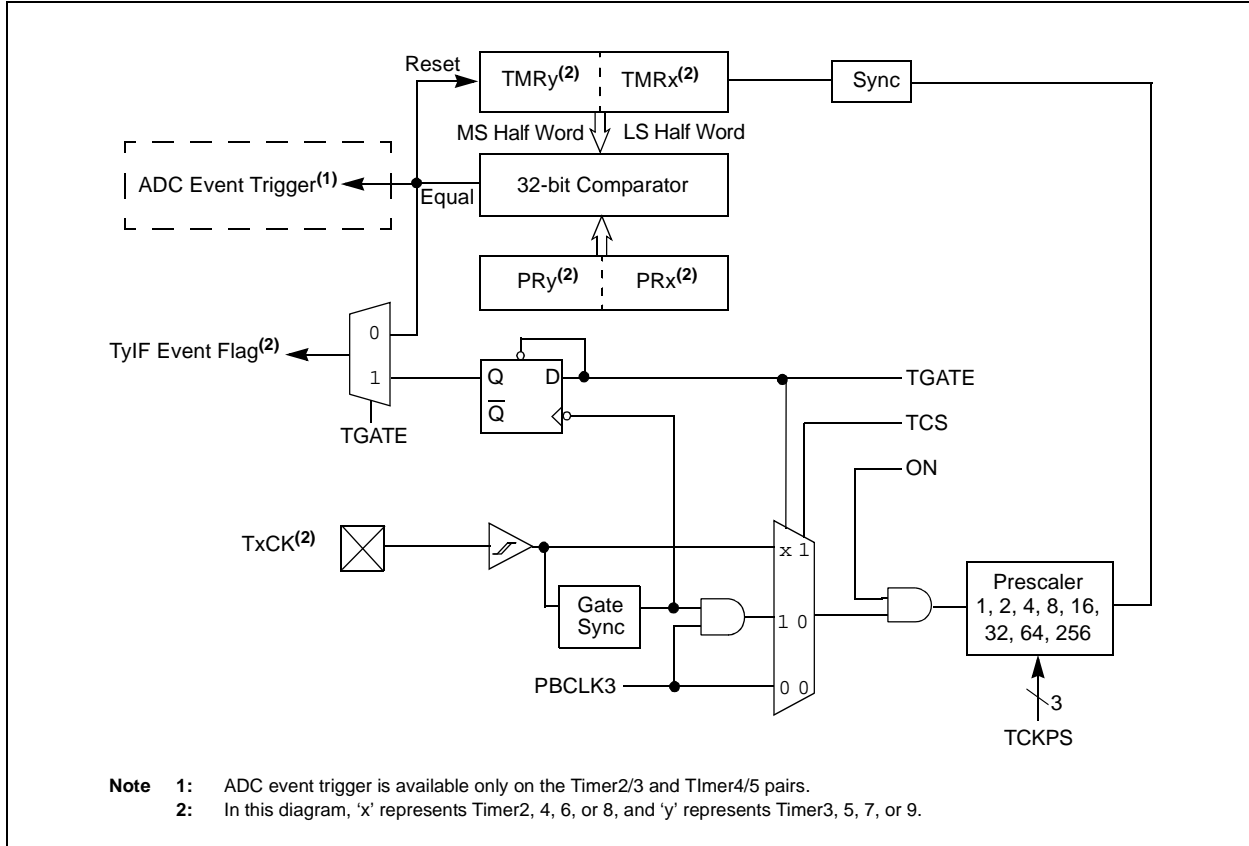 Reset
TMRy(2) TMRx(2)
Sync
MS Half Word LS Half Word
ADC Event Trigger(1)
Equal
32-bit Comparator
PRy(2) PRx(2)
0
TyIF Event Flag(2)
1
Q D
Q
TGATE
TGATE
TCS
ON
TxCK(2)
x 1
Gate
Sync
1 0
Prescaler
1, 2, 4, 8, 16,
32, 64, 256
PBCLK3
0 0
3
TCKPS
Note 1: ADC event trigger is available only on the Timer2/3 and TImer4/5 pairs.
2: In this diagram, ‘x’ represents Timer2, 4, 6, or 8, and ‘y’ represents Timer3, 5, 7, or 9.